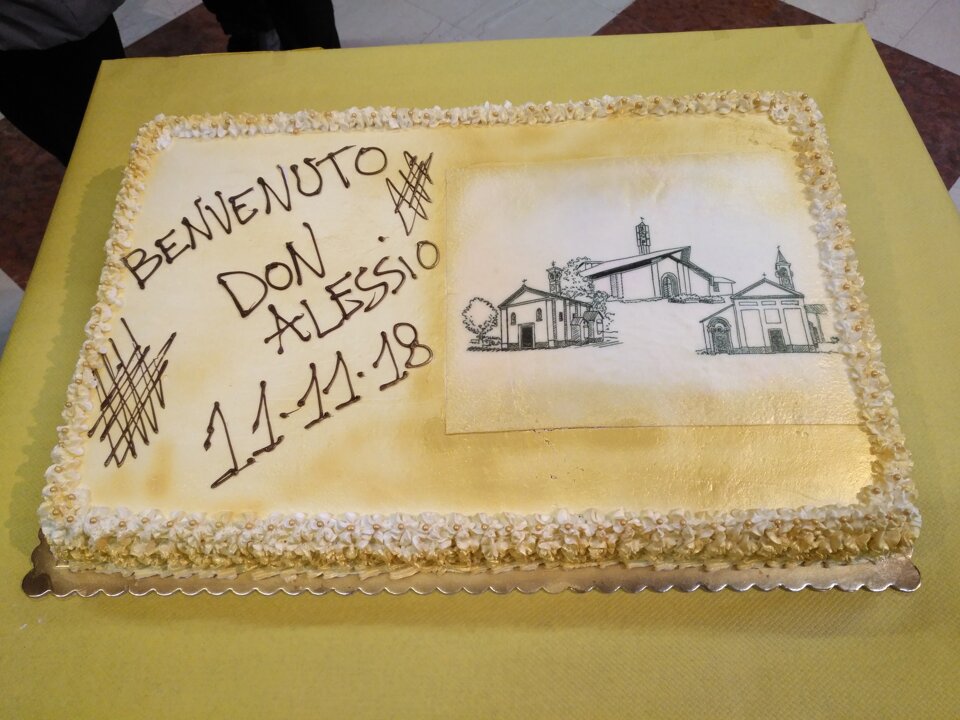 BENVENUTO
DON
ALESSIO
11-11-18